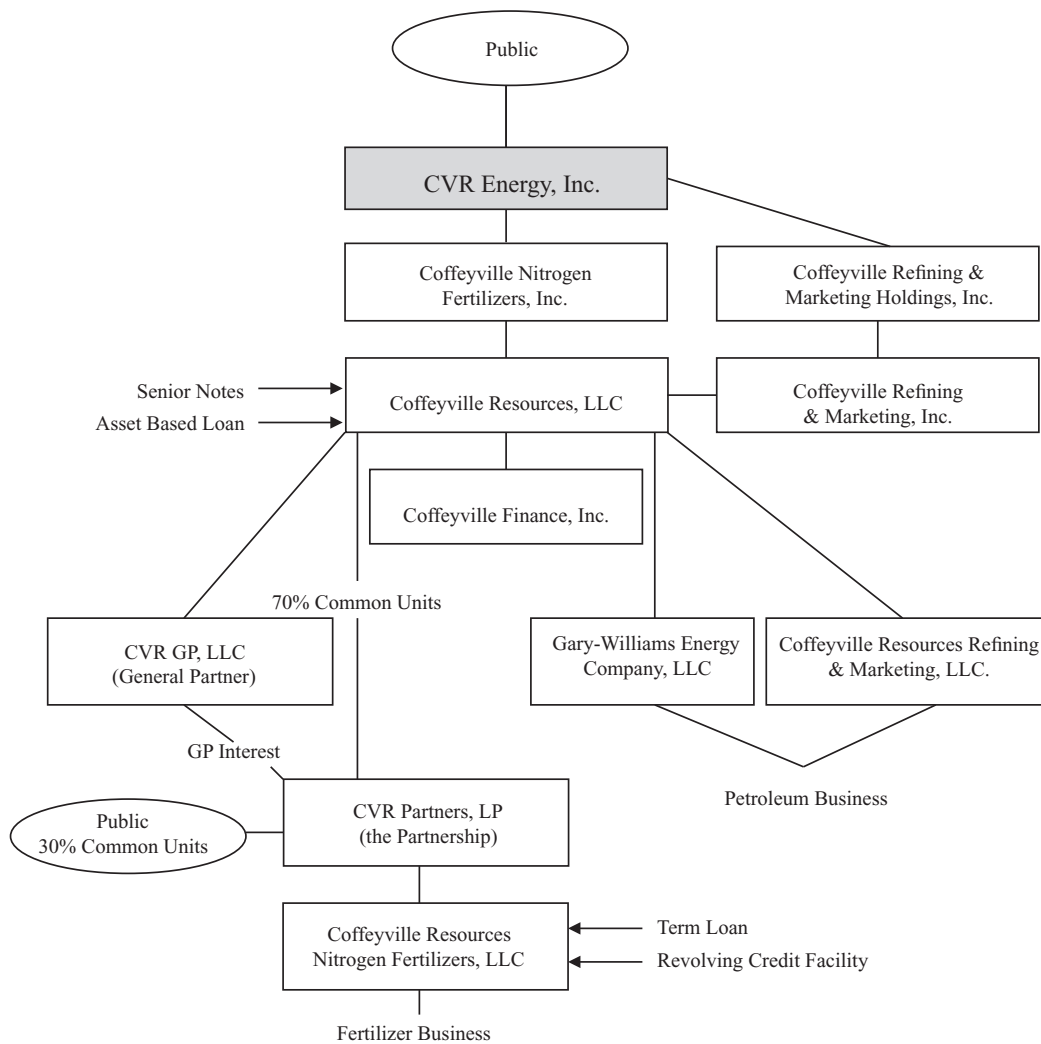 Public
CVR Energy, Inc.
Coffeyville Nitrogen
Fertilizers, Inc.
Coffeyville Refining &
Marketing Holdings, Inc.
Senior Notes
Asset Based Loan
Coffeyville Resources, LLC
Coffeyville Refining
& Marketing, Inc.
Coffeyville Finance, Inc.
70% Common Units
CVR GP, LLC
(General Partner)
Gary-Williams Energy
Company, LLC
Coffeyville Resources Refining
& Marketing, LLC.
GP Interest
Petroleum Business
Public
30% Common Units
CVR Partners, LP
(the Partnership)
Coffeyville Resources
Nitrogen Fertilizers, LLC
Term Loan
Revolving Credit Facility
Fertilizer Business